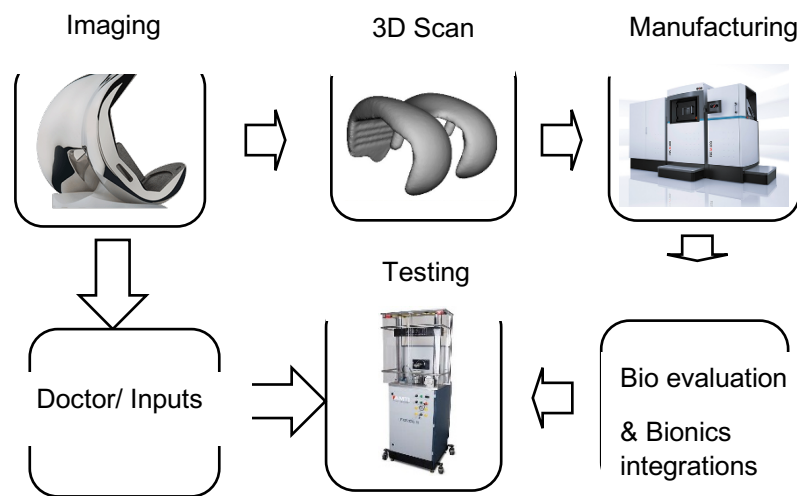 Imaging
3D Scan
Manufacturing
Testing
Doctor/ Inputs
Bio evaluation
& Bionics
integrations